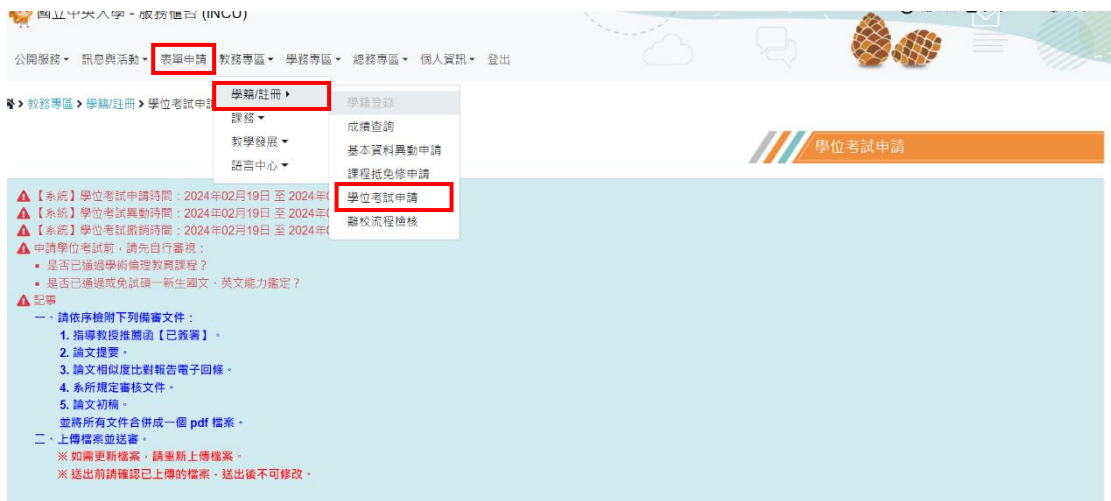 國立中央大學 - 服務櫃台 (INCU)
公開服務 訊息與活動 表單申請 教務專區 學務專區 總務專區 個人資訊 登出
教務專區 > 學籍/註冊 > 學位考試申請
學籍/註冊
課務
教學發展
語言中心
學籍登錄
成績查詢
基本資料異動申請
課程抵免修申請
學位考試申請
離校流程檢核
學位考試申請
【系統】學位考試申請時間：2024年02月19日 至 2024年
【系統】學位考試異動時間：2024年02月19日 至 2024年
【系統】學位考試撤銷時間：2024年02月19日 至 2024年
申請學位考試前，請先自行審視：
▪ 是否已通過學術倫理教育課程？
▪ 是否已通過或免試碩一新生國文、英文能力鑑定？
記事
一、請依序檢附下列備審文件：
1. 指導教授推薦函【已簽署】。
2. 論文提要。
3. 論文相似度比對報告電子回條。
4. 系所規定審核文件。
5. 論文初稿。
並將所有文件合併成一個 pdf 檔案。
二、上傳檔案並送審。
※ 如需更新檔案，請重新上傳檔案。
※ 送出前請確認已上傳的檔案，送出後不可修改。